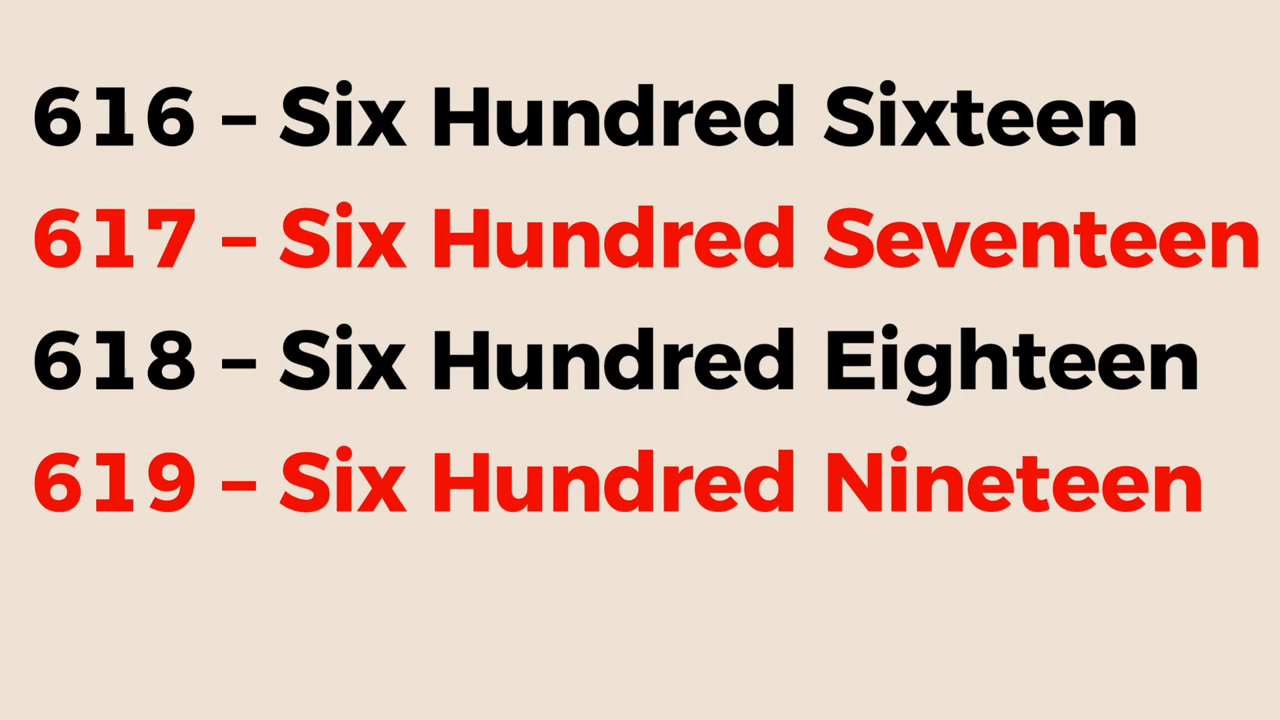 616 – Six Hundred Sixteen
617 – Six Hundred Seventeen
618 – Six Hundred Eighteen
619 – Six Hundred Nineteen